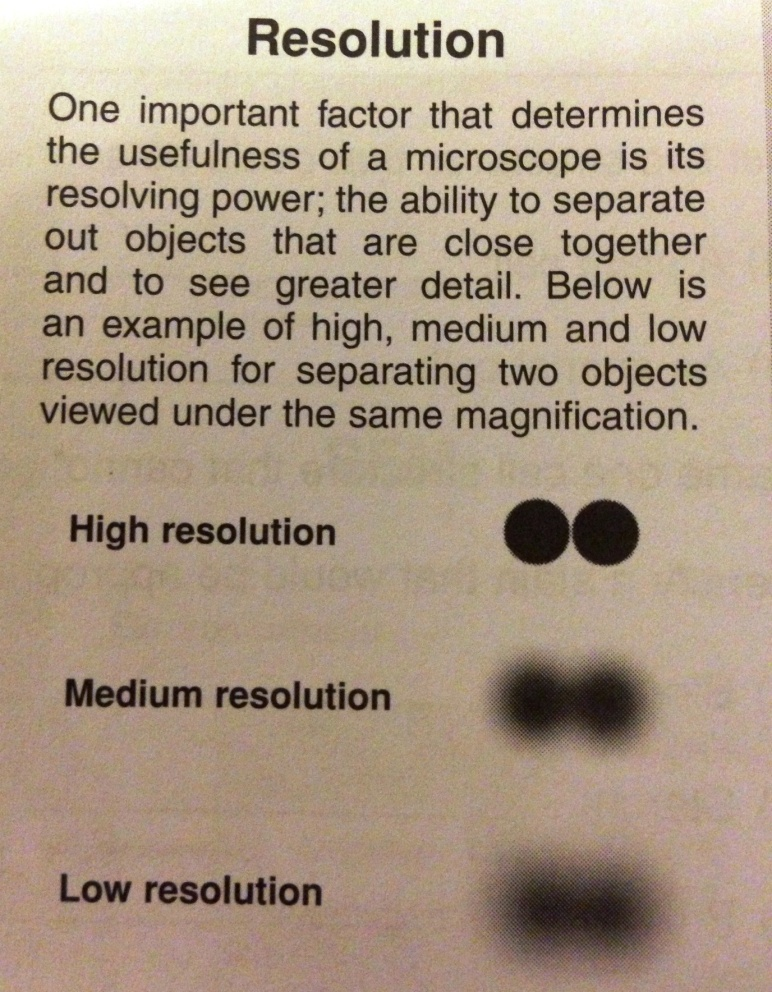 Resolution
One important factor that determines
the usefulness of a microscope is its
resolving power; the ability to separate
out objects that are close together
and to see greater detail. Below is
an example of high, medium and low
resolution for separating two objects
viewed under the same magnification.
High resolution
Medium resolution
Low resolution